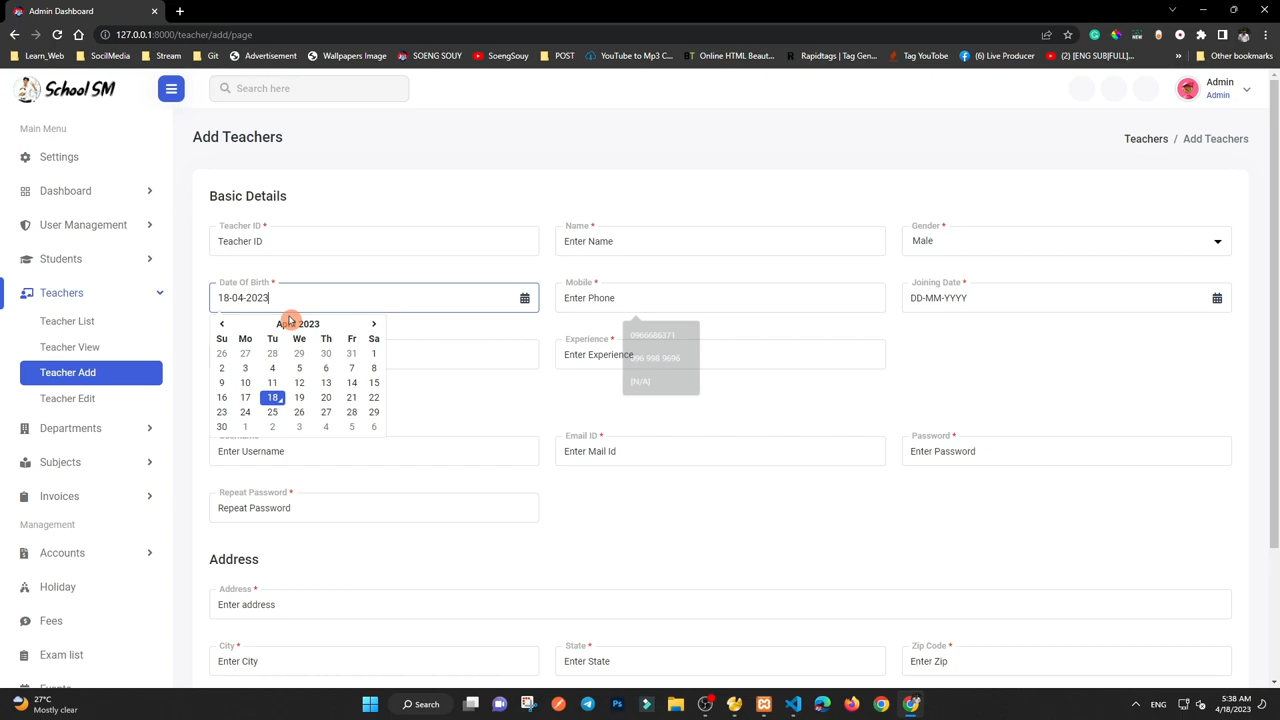 Admin Dashboard
127.0.0.1:8000/teacher/add/page
Learn_Web
SocilMedia
Stream
Git
Advertisement
Wallpapes Image
SOENG SOUY
SoengSouy
POST
YouTube to Mp3 C...
Online HTML Beautif...
Rapidtags | Tag Gen...
Tag YouTube
(6) Live Producer
[ENG SUB]FULL]...
Other bookmarks
School SM
Search here
Admin
Admin
Main Menu
Settings
Dashboard
User Management
Students
Teachers
Teacher List
Teacher View
Teacher Add
Teacher Edit
Departments
Subjects
Invoices
Management
Accounts
Holiday
Fees
Exam list
Events
Add Teachers
Teachers / Add Teachers
Basic Details
Teacher ID *
Teacher ID
Name *
Enter Name
Gender *
Male
Date Of Birth *
18-04-2023
Mobile *
Enter Phone
Joining Date *
DD-MM-YYYY
April 2023
Su Mo Tu We Th Fr Sa
26 27 28 29 30 31 1
2 3 4 5 6 7 8
9 10 11 12 13 14 15
16 17 18 19 20 21 22
23 24 25 26 27 28 29
30 1 2 3 4 5 6
Experience *
Enter Experience
0966686371
096 998 9696
[N/A]
Username *
Enter Username
Email ID *
Enter Mail Id
Password *
Enter Password
Repeat Password *
Repeat Password
Address
Address *
Enter address
City *
Enter City
State *
Enter State
Zip Code *
Enter Zip
27°C
Mostly clear
Search
ENG
5:38 AM
4/18/2023